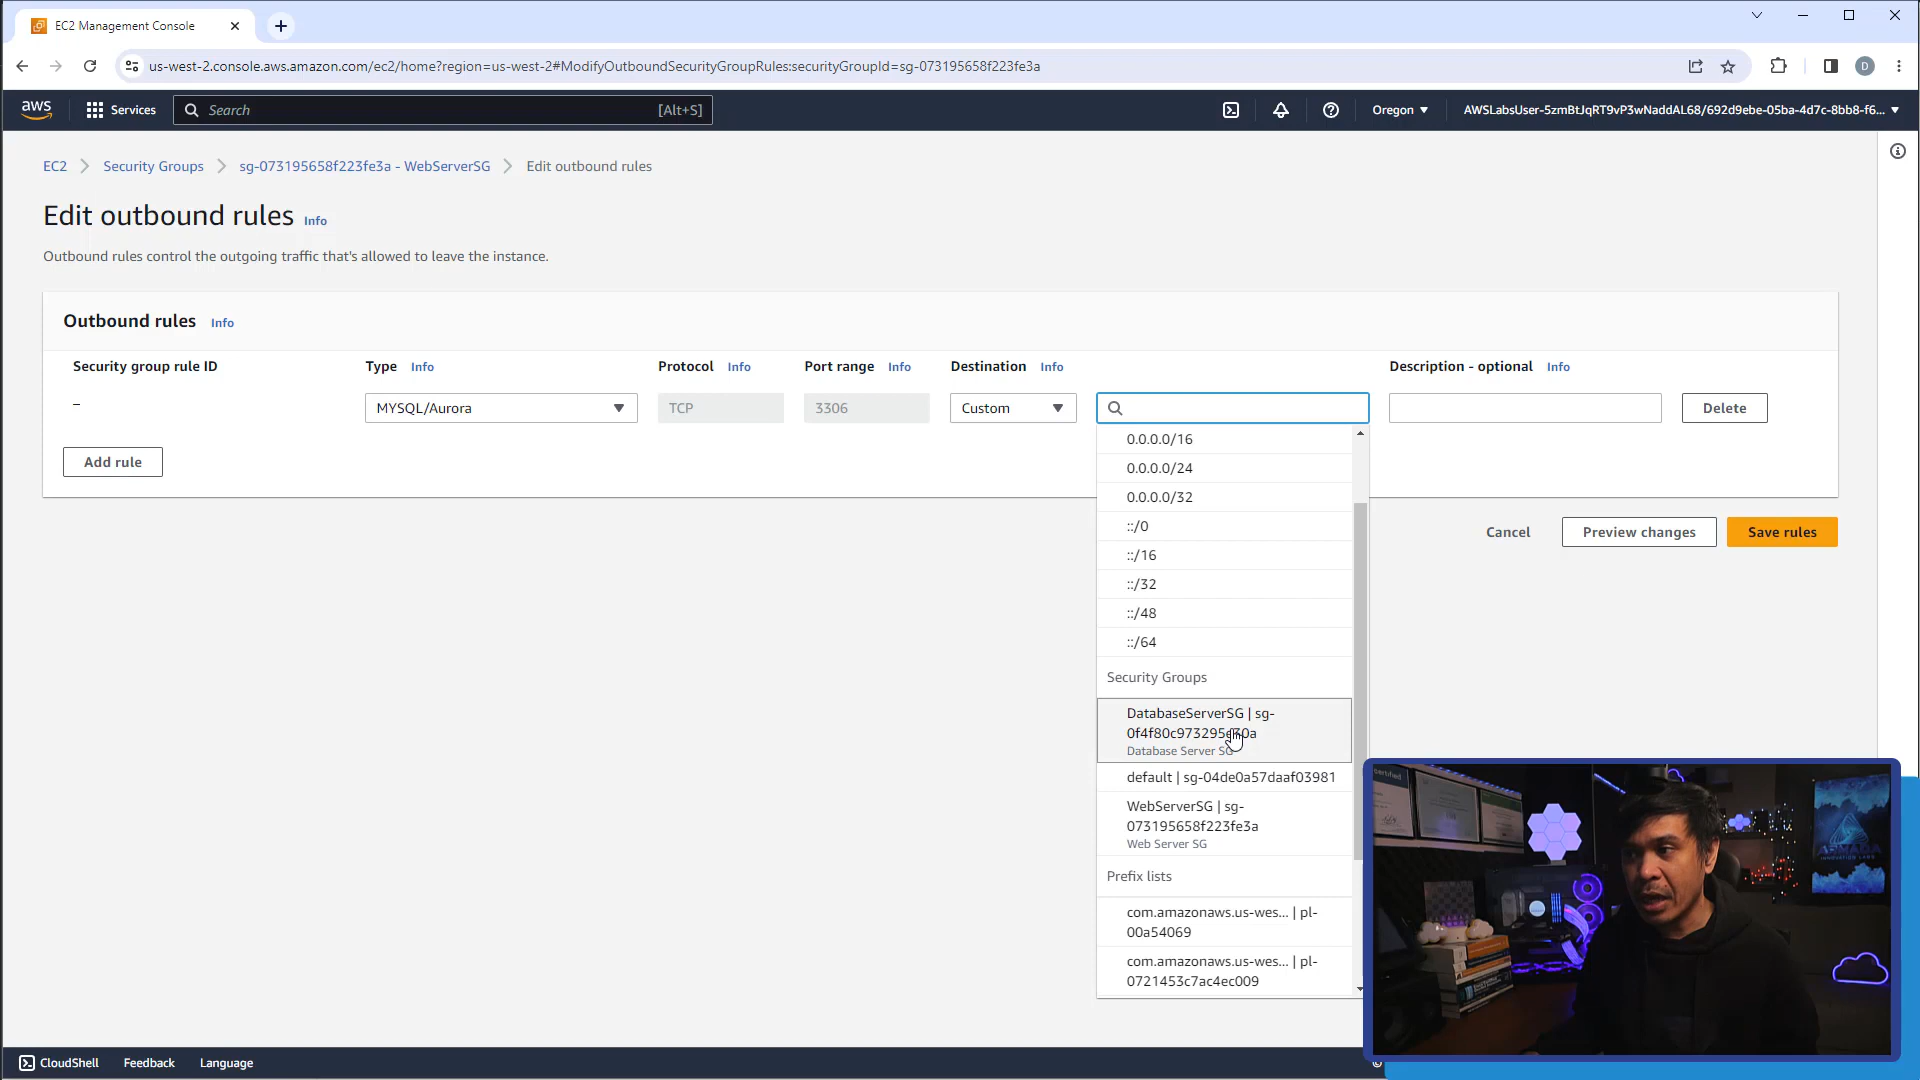 EC2 Management Console
us-west-2.console.aws.amazon.com/ec2/home?region=us-west-2#ModifyOutboundSecurityGroupRules:securityGroupId=sg-073195658f223fe3a
D
aws
Services
Search
[Alt+S]
Oregon
AWSLabsUser-5zmBtJqRT9vP3wNaddAL68/692d9ebe-05ba-4d7c-8bb8-f6...
EC2
Security Groups
sg-073195658f223fe3a - WebServerSG
Edit outbound rules
Edit outbound rules Info
Outbound rules control the outgoing traffic that's allowed to leave the instance.
Outbound rules Info
Security group rule ID
Type Info
Protocol Info
Port range Info
Destination Info
Description - optional Info
–
MYSQL/Aurora
TCP
3306
Custom
Delete
Add rule
0.0.0.0/16
0.0.0.0/24
0.0.0.0/32
::/0
::/16
::/32
::/48
::/64
Security Groups
DatabaseServerSG | sg-
Database Server SG
default | sg-04de0a57daaf03981
WebServerSG | sg-
073195658f223fe3a
Web Server SG
Prefix lists
com.amazonaws.us-wes... | pl-
00a54069
com.amazonaws.us-wes... | pl-
0721453c7ac4ec009
Cancel
Preview changes
Save rules
CloudShell
Feedback
Language